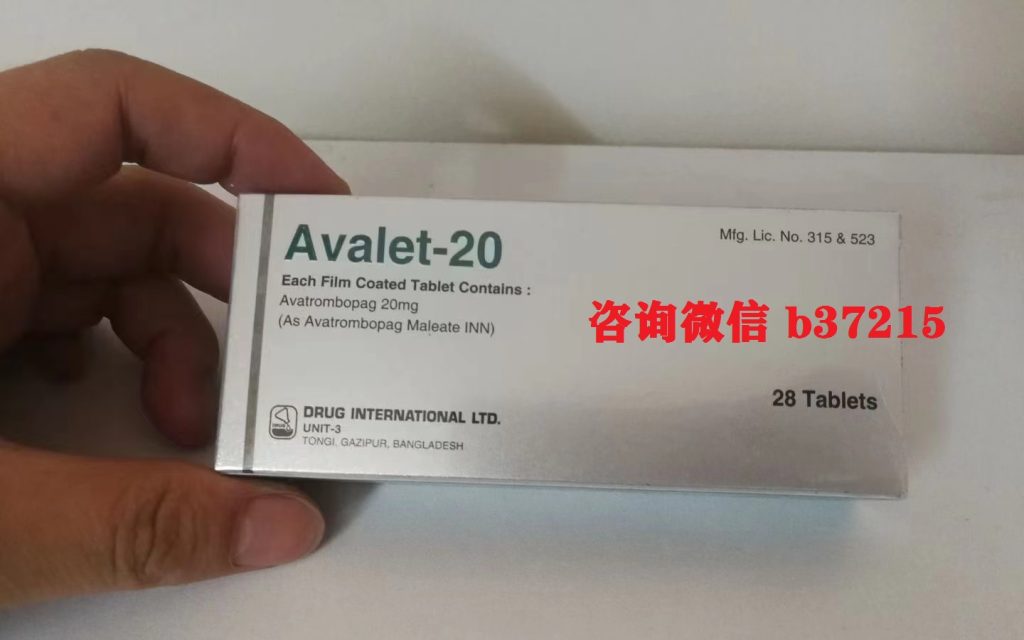 Avalet-20
Mfg. Lic. No. 315 & 523
Each Film Coated Tablet Contains :
Avatrombopag 20mg
(As Avatrombopag Maleate INN)
咨询微信 b37215
28 Tablets
DRUG INTERNATIONAL LTD.
UNIT-3
TONGI, GAZIPUR, BANGLADESH